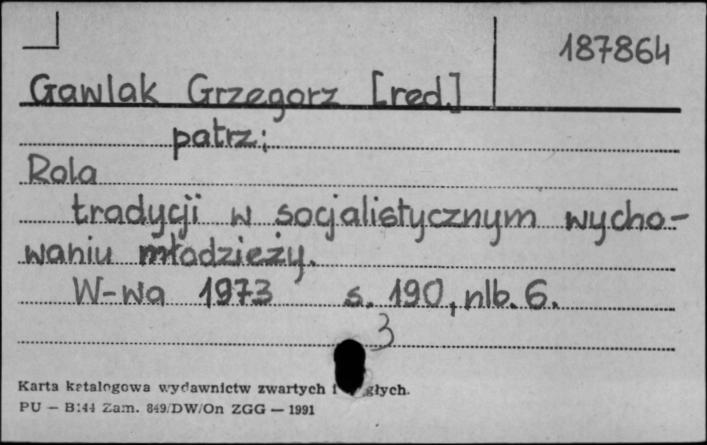 187864
Gawlak Grzegorz [red.]
patrz:
Rola
tradycji w socjalistycznym wycho-
waniu młodzieży.
W-wa 1973 s. 190, nlb. 6.
3
Karta katalogowa wydawnictw zwartych i głych.
PU — B:44 Zam. 849/DW/On ZGG — 1991